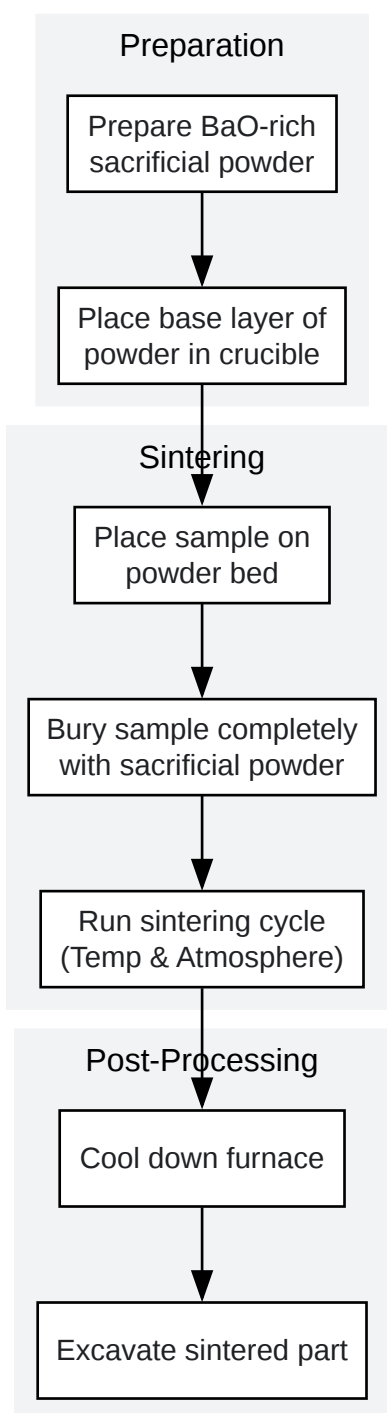 Preparation
Prepare BaO-rich
sacrificial powder
Place base layer of
powder in crucible
Sintering
Place sample on
powder bed
Bury sample completely
with sacrificial powder
Run sintering cycle
(Temp & Atmosphere)
Post-Processing
Cool down furnace
Excavate sintered part